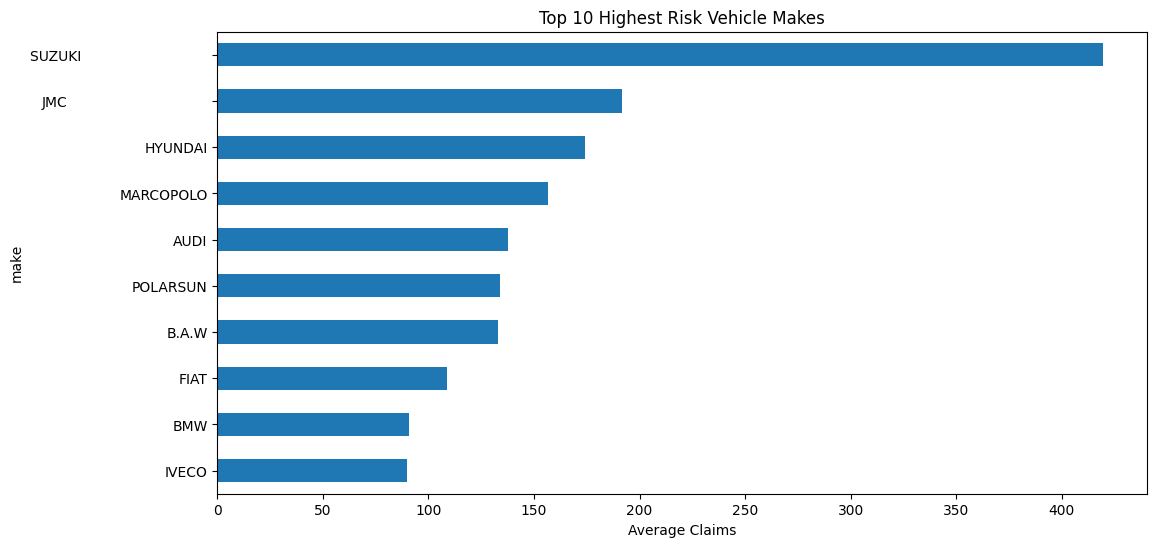 Top 10 Highest Risk Vehicle Makes
SUZUKI
JMC
HYUNDAI
MARCOPOLO
AUDI
POLARSUN
B.A.W
FIAT
BMW
IVECO
make
0 50 100 150 200 250 300 350 400
Average Claims